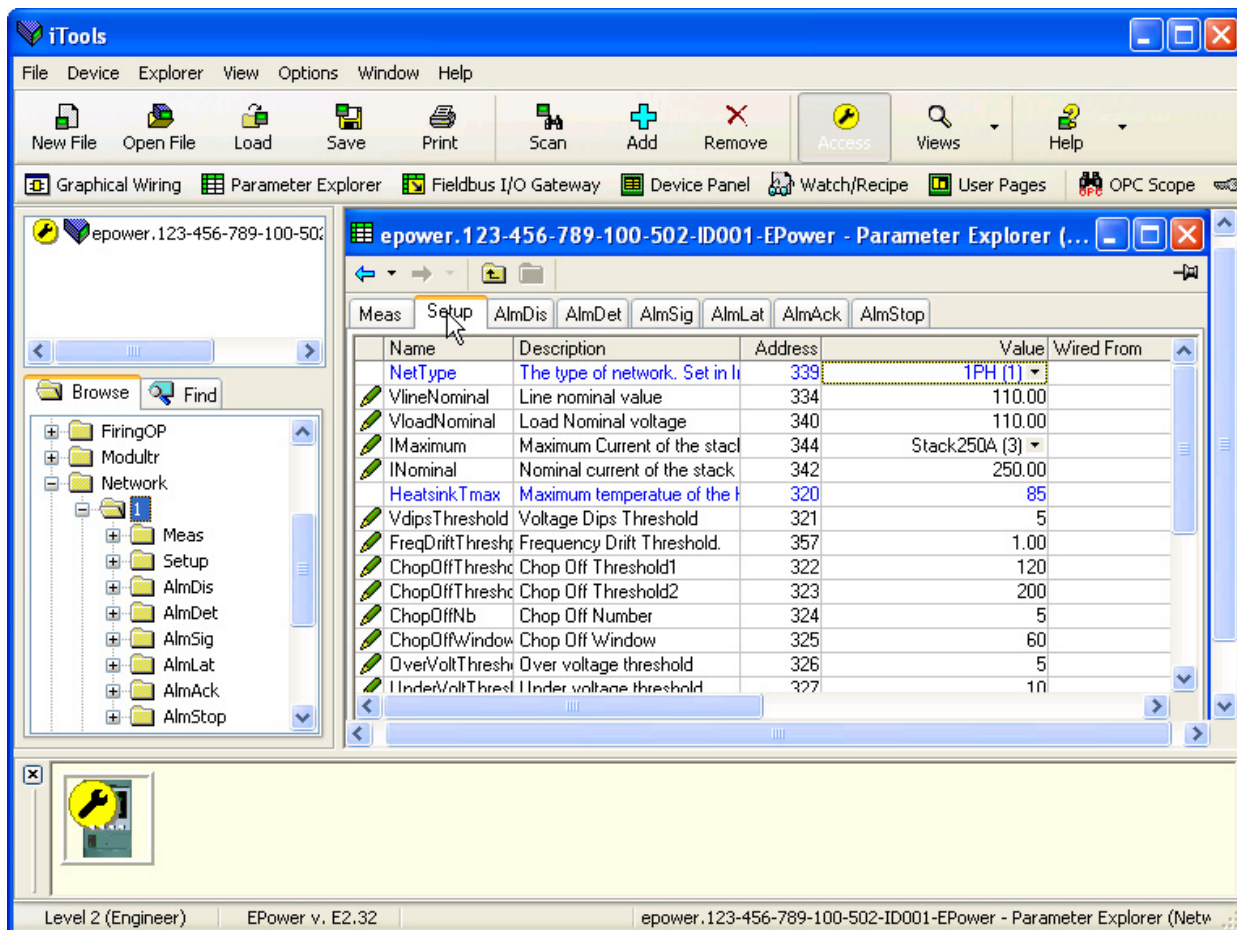 iTools
File Device Explorer View Options Window Help
New File Open File Load Save Print Scan Add Remove Access Views Help
Graphical Wiring Parameter Explorer Fieldbus I/O Gateway Device Panel Watch/Recipe User Pages OPC OPC Scope
epower.123-456-789-100-502
epower.123-456-789-100-502-ID001-EPower - Parameter Explorer (...
Meas Setup AlmDis AlmDet AlmSig AlmLat AlmAck AlmStop
Name Description Address Value Wired From
NetType The type of network. Set in 339 1PH (1)
VlineNominal Line nominal value 334 110.00
VloadNominal Load Nominal voltage 340 110.00
IMaximum Maximum Current of the stacl 344 Stack250A (3)
INominal Nominal current of the stack 342 250.00
HeatsinkTmax Maximum temperatue of the 320 85
VdipsThreshold Voltage Dips Threshold 321 5
FreqDriftThreshp Frequency Drift Threshold. 357 1.00
ChopOffThresho Chop Off Threshold1 322 120
ChopOffThresho Chop Off Threshold2 323 200
ChopOffNb Chop Off Number 324 5
ChopOffWindow Chop Off Window 325 60
OverVoltThresh Over voltage threshold 326 5
UnderVoltThresl Under voltage threshold 327 10
Browse Find
FiringOP
Modultr
Network
1
Meas
Setup
AlmDis
AlmDet
AlmSig
AlmLat
AlmAck
AlmStop
Level 2 (Engineer) EPower v. E2.32 epower.123-456-789-100-502-ID001-EPower - Parameter Explorer (Netw